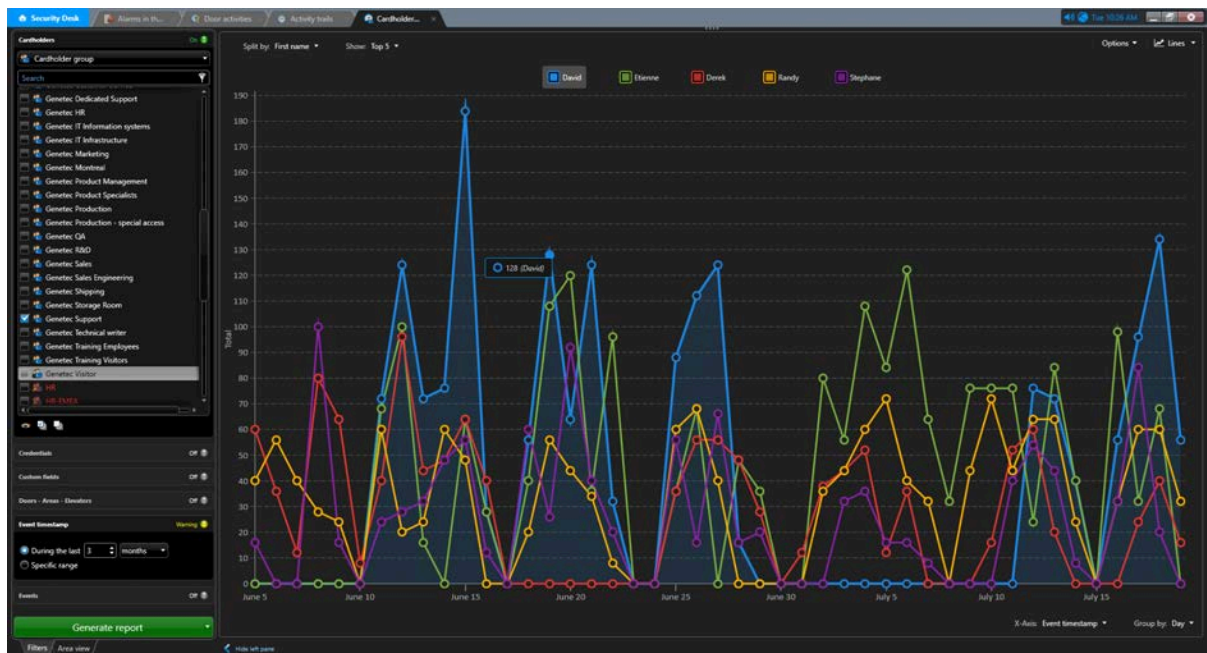 Security Desk
Alarms in th...
Door activities
Activity trails
Cardholder...
Tue 10:26 AM
Cardholders On
Cardholder group
Search
Genetec Dedicated Support
Genetec HR
Genetec IT Information systems
Genetec IT Infrastructure
Genetec Marketing
Genetec Montreal
Genetec Product Management
Genetec Product Specialists
Genetec Production
Genetec Production - special access
Genetec QA
Genetec R&D
Genetec Sales
Genetec Sales Engineering
Genetec Shipping
Genetec Storage Room
Genetec Support
Genetec Technical writer
Genetec Training Employees
Genetec Training Visitors
Genetec Visitor
HR
HR EMEA
Credentials Off
Custom fields Off
Doors - Areas - Elevators Off
Event timestamp Warning
During the last 3 months
Specific range
Events Off
Generate report
Filters Area view
Split by: First name Show: Top 5
Options Lines
David Etienne Derek Randy Stephane
190
180
170
160
150
140
130
120
110
100
90
80
70
60
50
40
30
20
10
0
Total
128 (David)
June 5 June 10 June 15 June 20 June 25 June 30 July 5 July 10 July 15
X-Axis: Event timestamp Group by: Day
Hide left pane